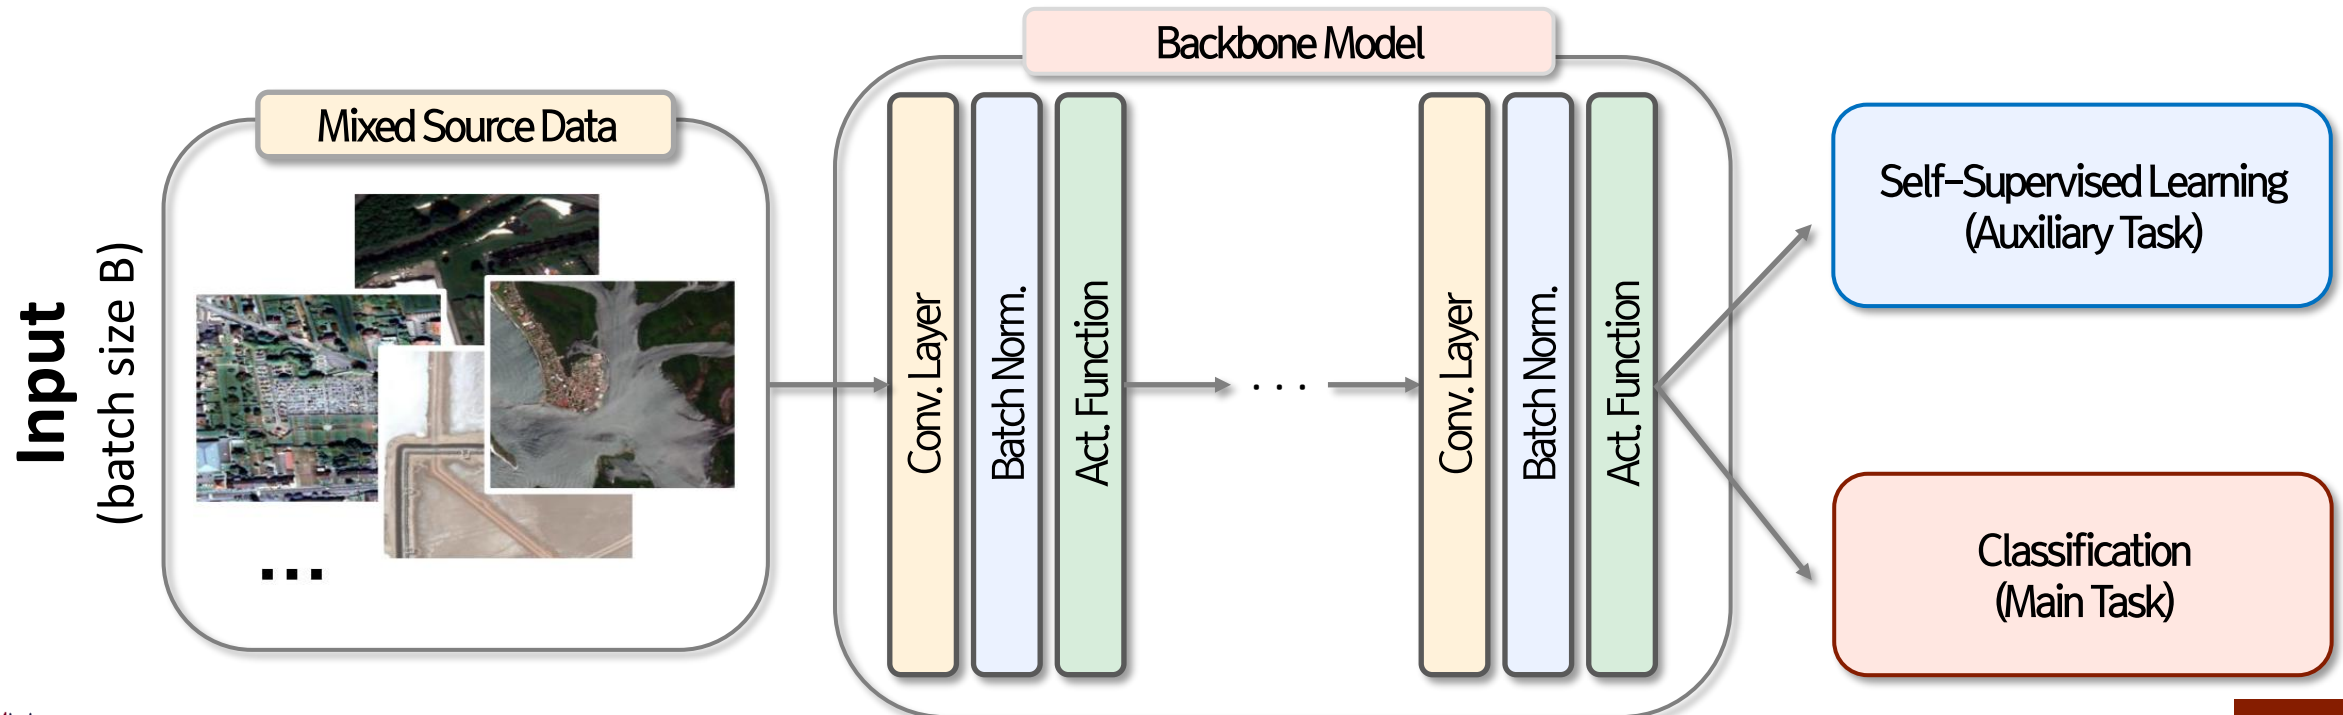 Input
(batch size B)
Mixed Source Data
...
Backbone Model
Conv. Layer
Batch Norm.
Act. Function
...
Conv. Layer
Batch Norm.
Act. Function
Self-Supervised Learning
(Auxiliary Task)
Classification
(Main Task)